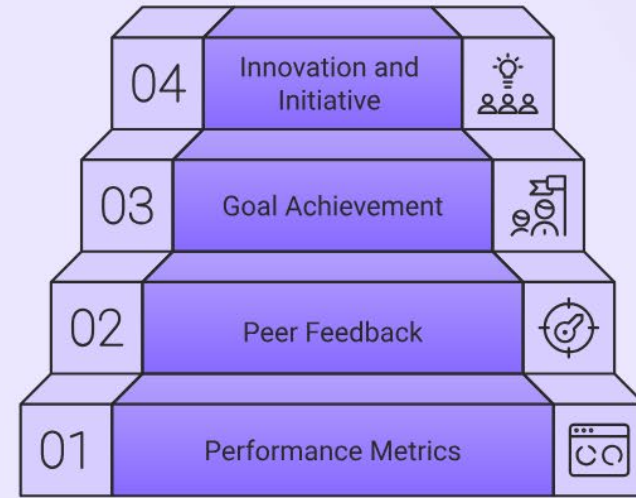 04
Innovation and
Initiative
03
Goal Achievement
02
Peer Feedback
01
Performance Metrics